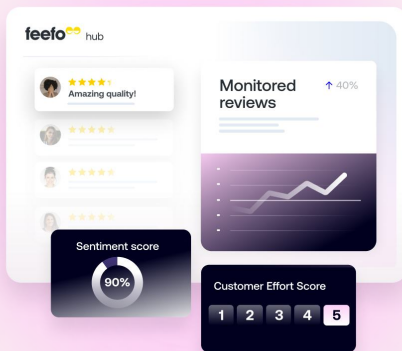 feefo hub
Amazing quality!
Monitored
reviews
↑ 40%
Sentiment score
90%
Customer Effort Score
1 2 3 4 5